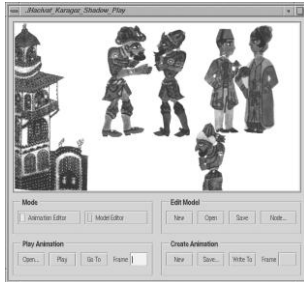 ./Hacivat_Karagoz_Shadow_Play
Mode
Animation Editor
Model Editor
Edit Model
New
Open
Save
Node...
Play Animation
Open...
Play
Go To
Frame
Create Animation
New
Save...
Write To
Frame